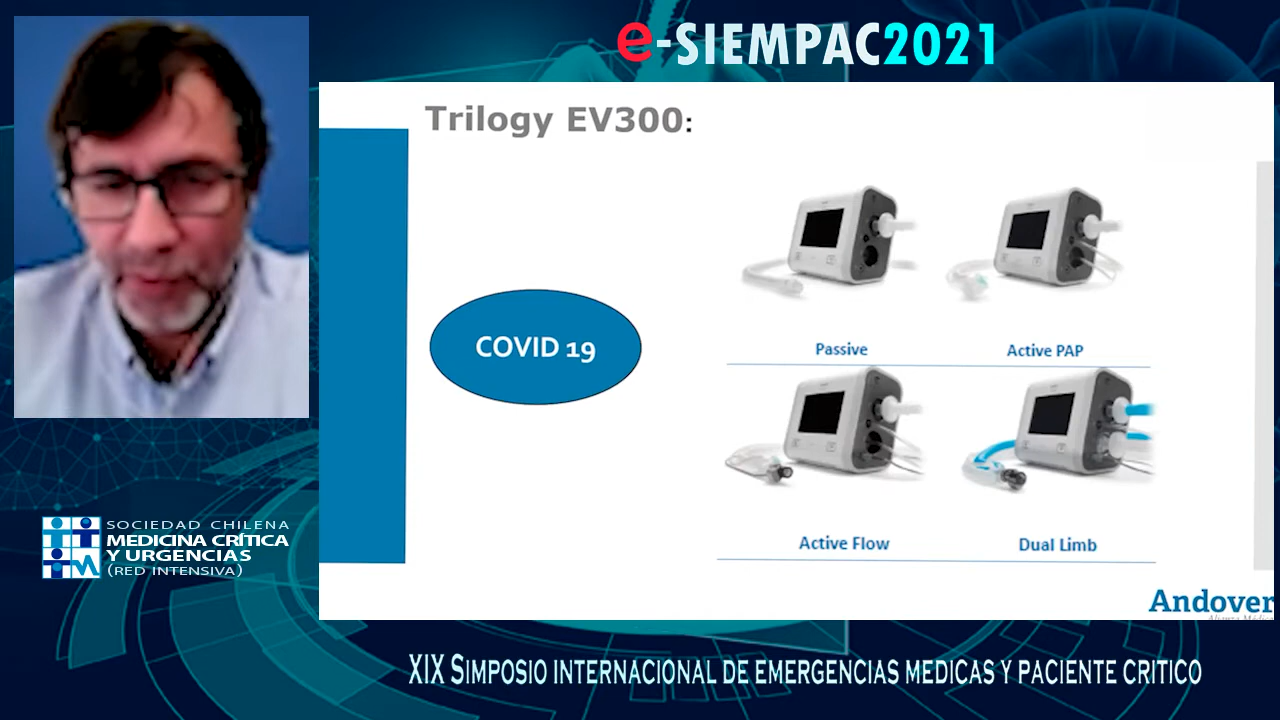 e-SIEMPAC2021
Trilogy EV300:
COVID 19
Passive
Active PAP
Active Flow
Dual Limb
Andover
SOCIEDAD CHILENA
MEDICINA CRÍTICA
Y URGENCIAS
(RED INTENSIVA)
XIX SIMPOSIO INTERNACIONAL DE EMERGENCIAS MEDICAS Y PACIENTE CRITICO